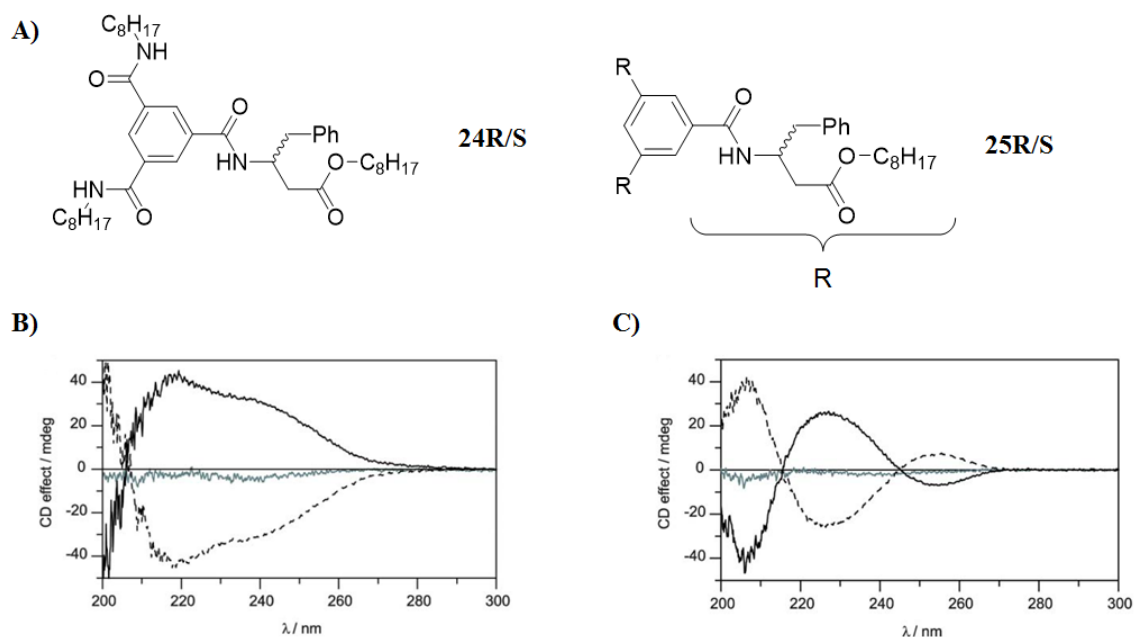 A)
C8H17
NH
O
O
Ph
HN
O
C8H17
O
NH
O
C8H17
24R/S
R
O
Ph
HN
O
C8H17
O
R
R
25R/S
B)
CD effect / mdeg
40
20
0
-20
-40
200 220 240 260 280 300
λ / nm
C)
CD effect / mdeg
40
20
0
-20
-40
200 220 240 260 280 300
λ / nm